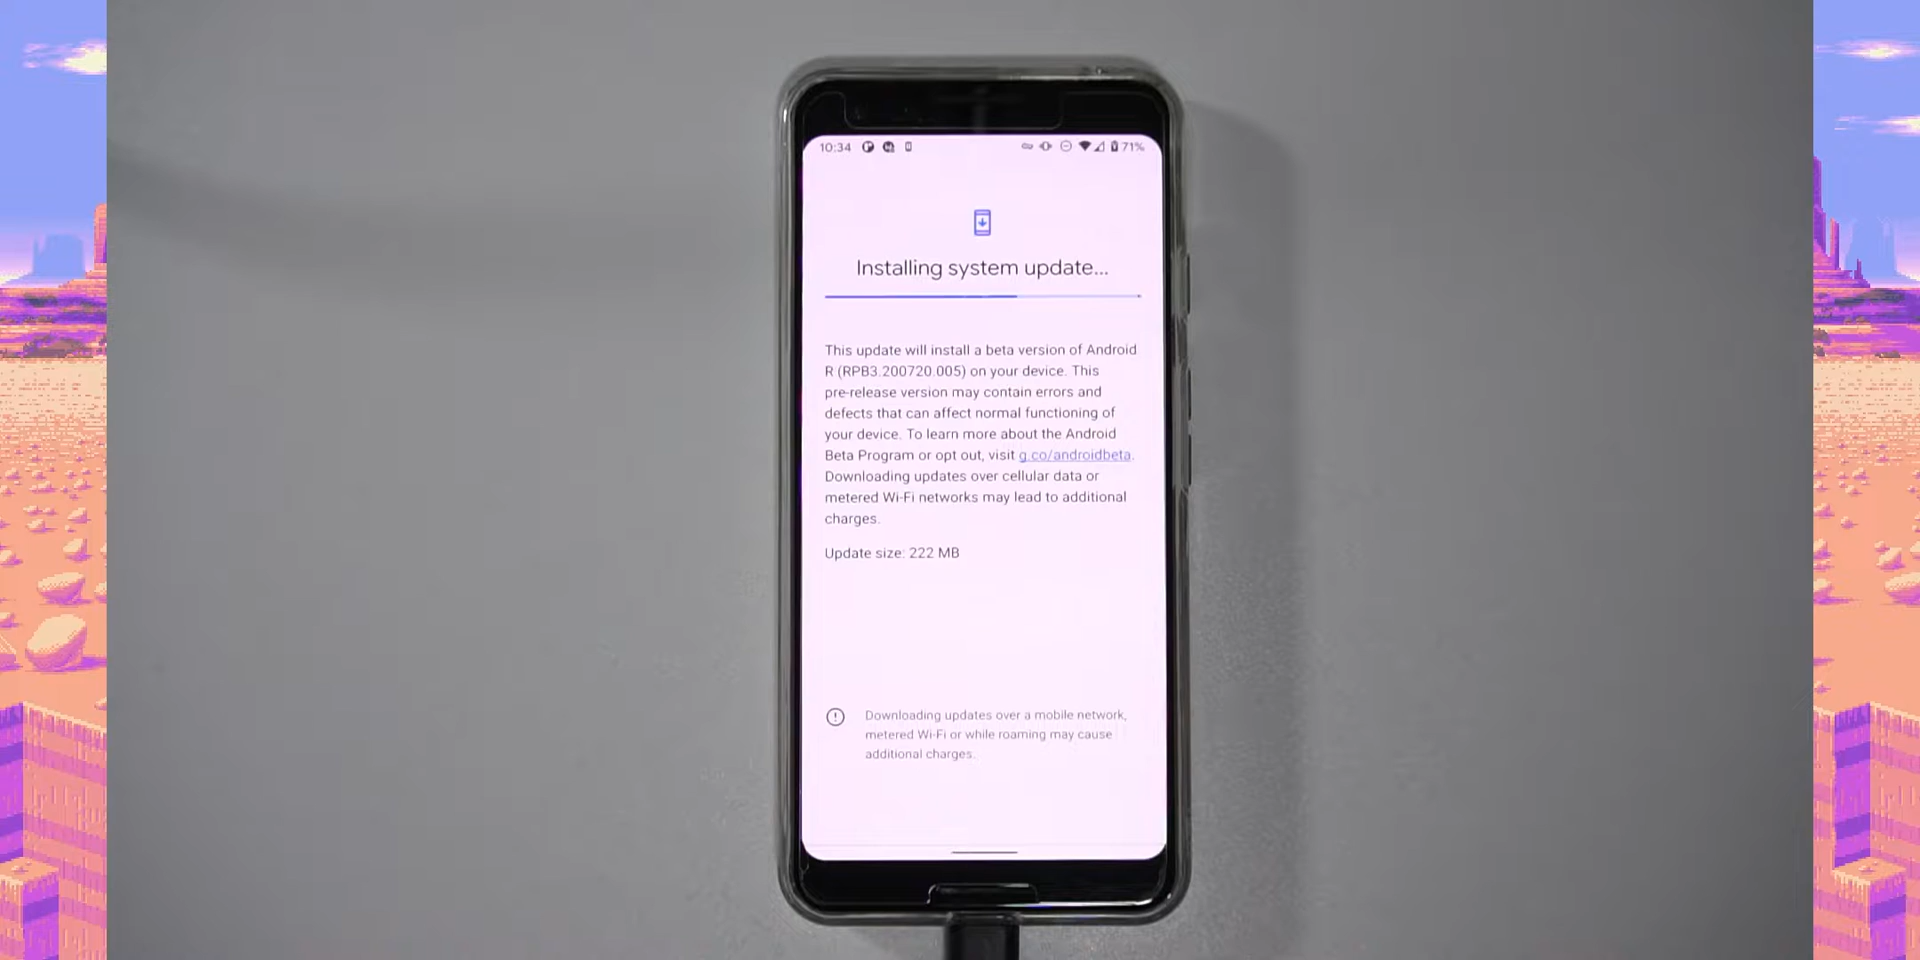 10:34 71%
Installing system update...
This update will install a beta version of Android
R (RPB3.200720.005) on your device. This
pre-release version may contain errors and
defects that can affect normal functioning of
your device. To learn more about the Android
Beta Program or opt out, visit g.co/androidbeta.
Downloading updates over cellular data or
metered Wi-Fi networks may lead to additional
charges.
Update size: 222 MB
Downloading updates over a mobile network,
metered Wi-Fi or while roaming may cause
additional charges.